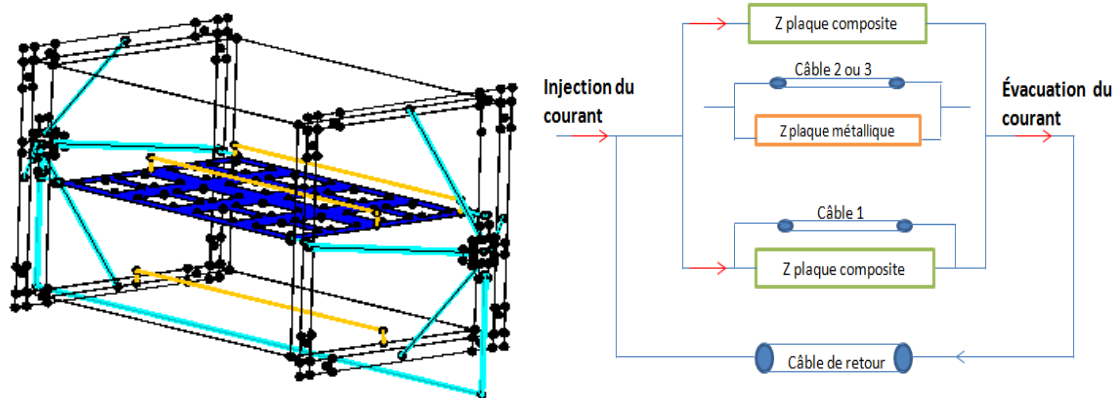 Z plaque composite
Câble 2 ou 3
Injection du
courant
Évacuation du
courant
Z plaque métallique
Câble 1
Z plaque composite
Câble de retour